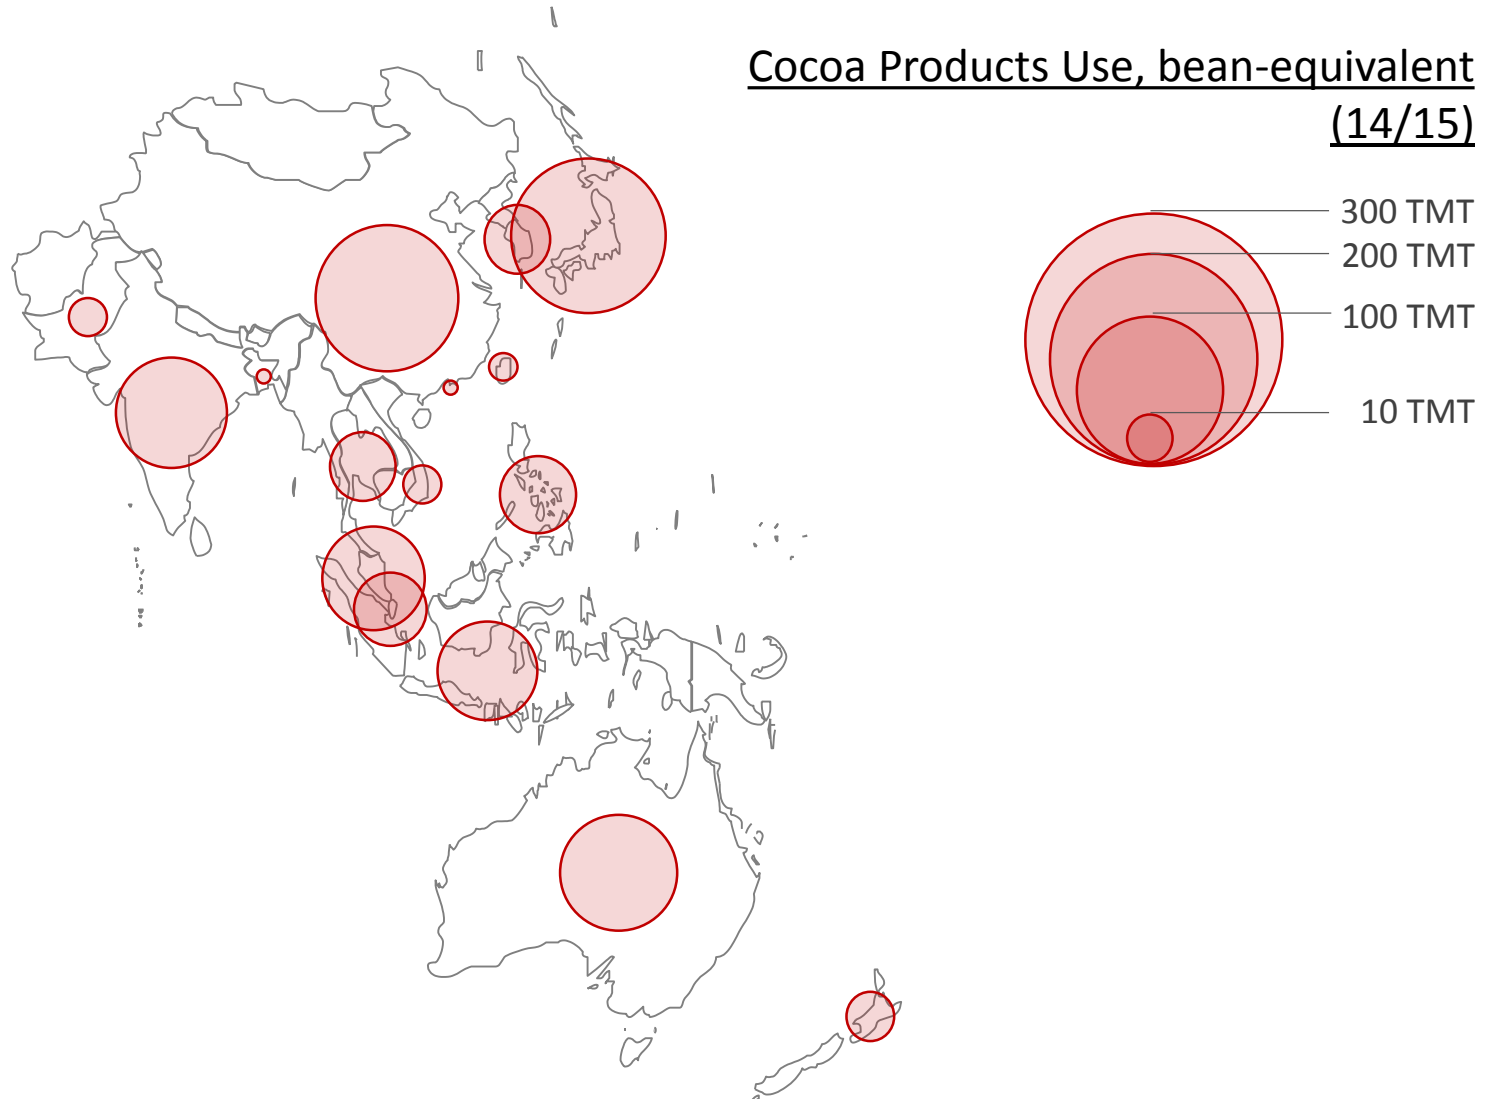 Cocoa Products Use, bean-equivalent
(14/15)
300 TMT
200 TMT
100 TMT
10 TMT